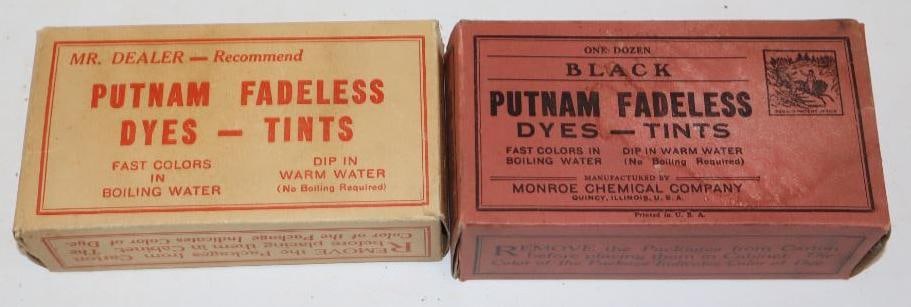 MR. DEALER — Recommend
PUTNAM FADELESS
DYES — TINTS
FAST COLORS
IN
BOILING WATER
DIP IN
WARM WATER
(No Boiling Required)
REMOVE the Packages from Carton
before placing them in Cabinet. The
Color of the Package Indicates Color of Dye.
ONE DOZEN
BLACK
PUTNAM FADELESS
DYES — TINTS
FAST COLORS IN
BOILING WATER
DIP IN WARM WATER
(No Boiling Required)
MANUFACTURED BY
MONROE CHEMICAL COMPANY
QUINCY, ILLINOIS, U. S. A.
Printed in U. S. A.
REMOVE the Packages from Carton
before placing them in Cabinet. The
Color of the Package Indicates Color of Dye